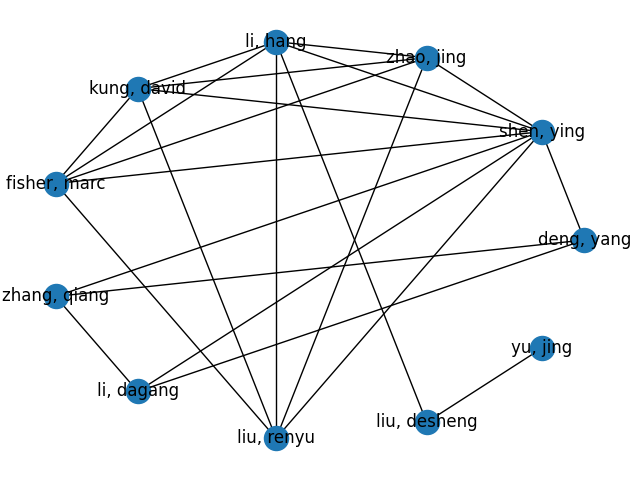 li, hang
zhao, jing
kung, david
shen, ying
fisher, marc
deng, yang
zhang, qiang
yu, jing
li, dagang
liu, desheng
liu, renyu